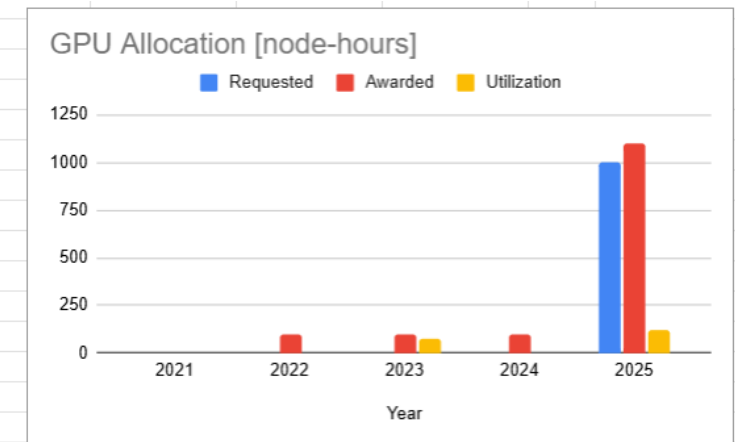 GPU Allocation [node-hours]
Requested Awarded Utilization
1250
1000
750
500
250
0
2021 2022 2023 2024 2025
Year